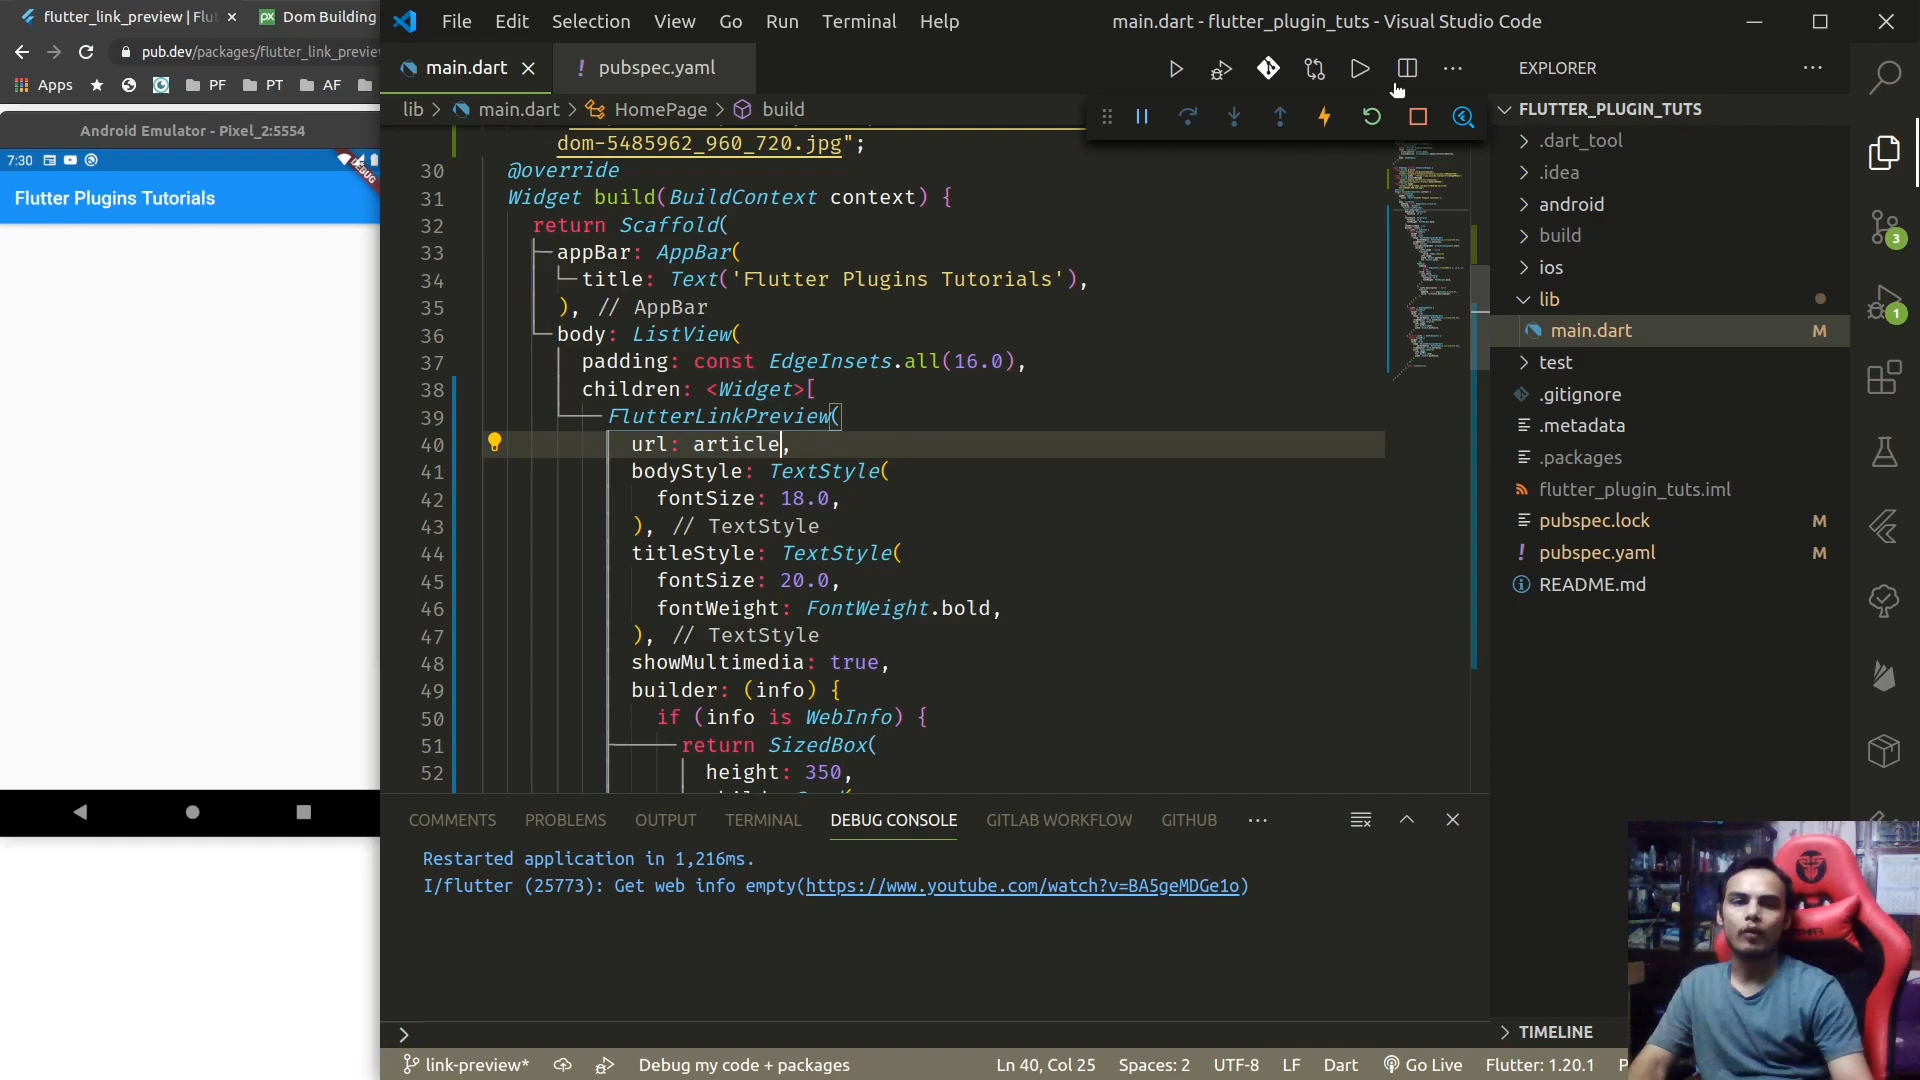 flutter_link_preview | Flu
Dom Building
pub.dev/packages/flutter_link_previe
Apps
PF
PT
AF
Android Emulator - Pixel_2:5554
7:30
DEBUG
Flutter Plugins Tutorials
File Edit Selection View Go Run Terminal Help
main.dart - flutter_plugin_tuts - Visual Studio Code
main.dart
! pubspec.yaml
lib > main.dart > HomePage > build
dom-5485962_960_720.jpg";
30 @override
31 Widget build(BuildContext context) {
32 return Scaffold(
33 appBar: AppBar(
34 title: Text('Flutter Plugins Tutorials'),
35 ), // AppBar
36 body: ListView(
37 padding: const EdgeInsets.all(16.0),
38 children: <Widget>[
39 FlutterLinkPreview(
40 url: article,
41 bodyStyle: TextStyle(
42 fontSize: 18.0,
43 ), // TextStyle
44 titleStyle: TextStyle(
45 fontSize: 20.0,
46 fontWeight: FontWeight.bold,
47 ), // TextStyle
48 showMultimedia: true,
49 builder: (info) {
50 if (info is WebInfo) {
51 return SizedBox(
52 height: 350,
COMMENTS PROBLEMS OUTPUT TERMINAL DEBUG CONSOLE GITLAB WORKFLOW GITHUB ...
Restarted application in 1,216ms.
I/flutter (25773): Get web info empty(https://www.youtube.com/watch?v=BA5geMDGe1o)
link-preview*
Debug my code + packages
Ln 40, Col 25
Spaces: 2
UTF-8
LF
Dart
Go Live
Flutter: 1.20.1
EXPLORER
FLUTTER_PLUGIN_TUTS
.dart_tool
.idea
android
build
ios
lib
main.dart M
test
.gitignore
.metadata
.packages
flutter_plugin_tuts.iml
pubspec.lock M
! pubspec.yaml M
README.md
TIMELINE
3
1